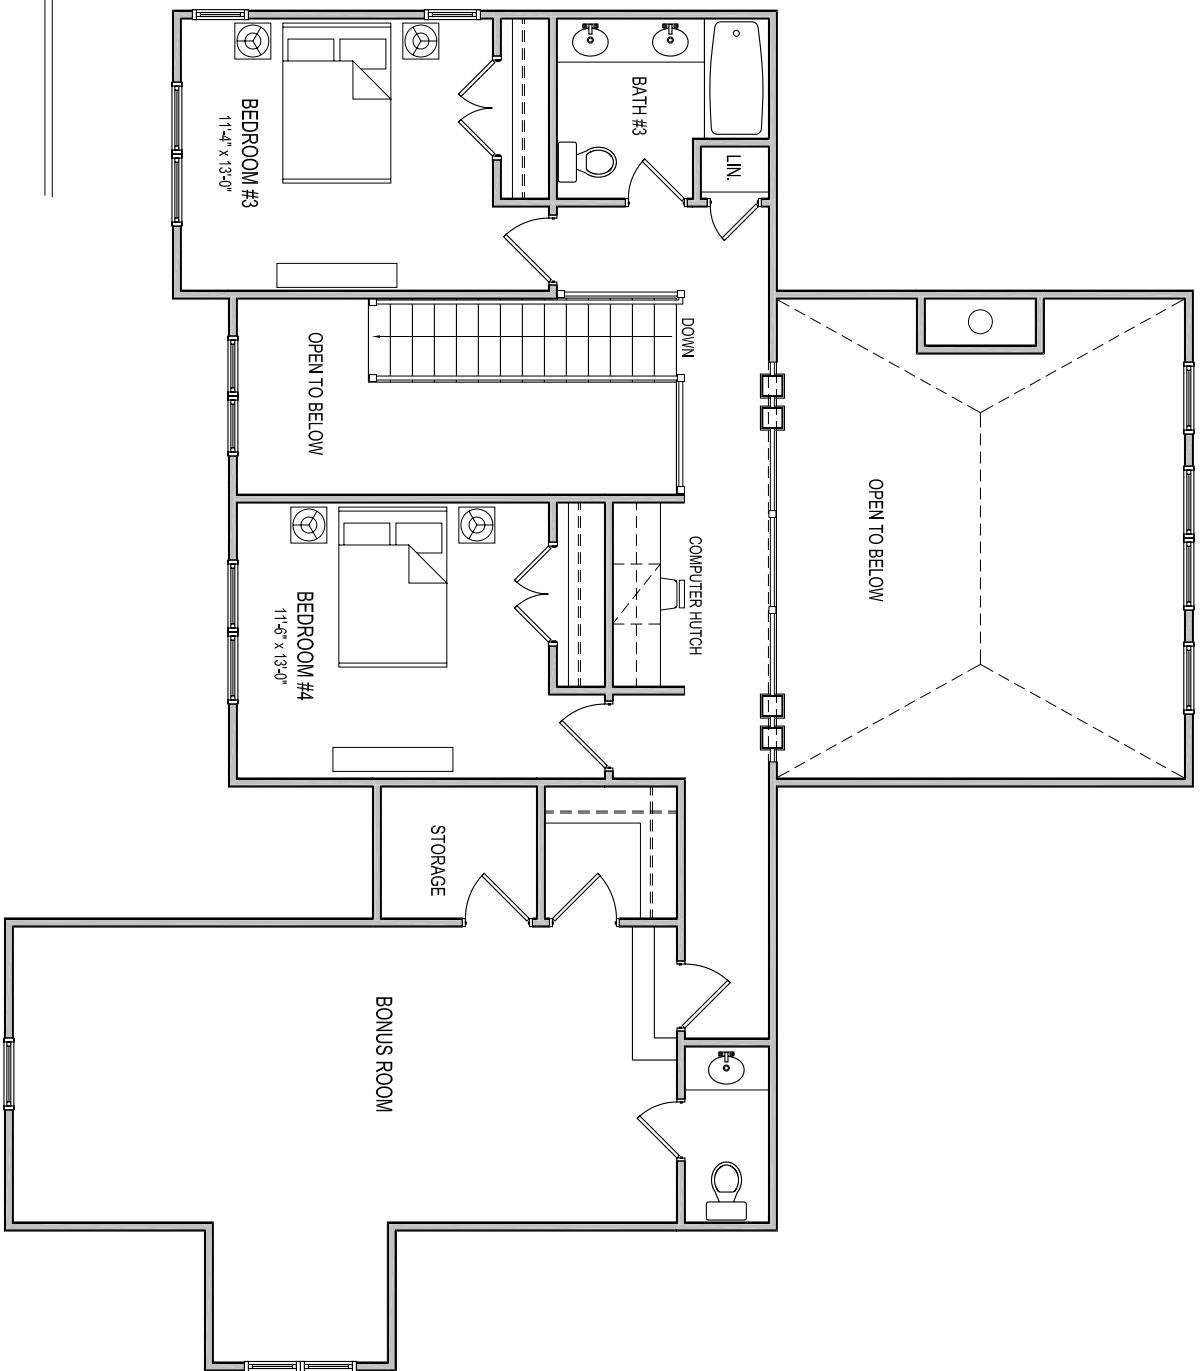 BATH #3
LIN.
BEDROOM #3
11'-4" x 13'-0"
DOWN
OPEN TO BELOW
OPEN TO BELOW
COMPUTER HUTCH
BEDROOM #4
11'-6" x 13'-0"
STORAGE
BONUS ROOM